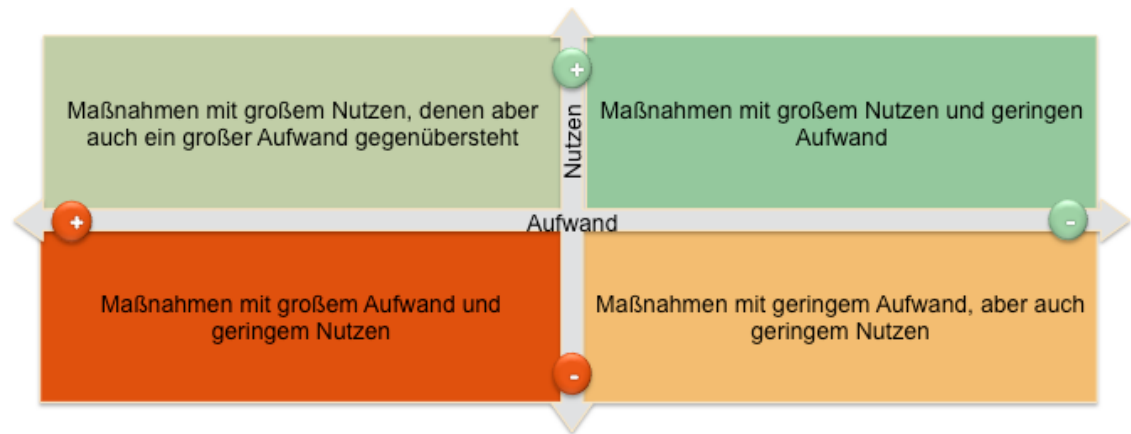 Maßnahmen mit großem Nutzen, denen aber
auch ein großer Aufwand gegenübersteht
+
Nutzen
Maßnahmen mit großem Nutzen und geringen
Aufwand
+
Aufwand
-
Maßnahmen mit großem Aufwand und
geringem Nutzen
-
Maßnahmen mit geringem Aufwand, aber auch
geringem Nutzen